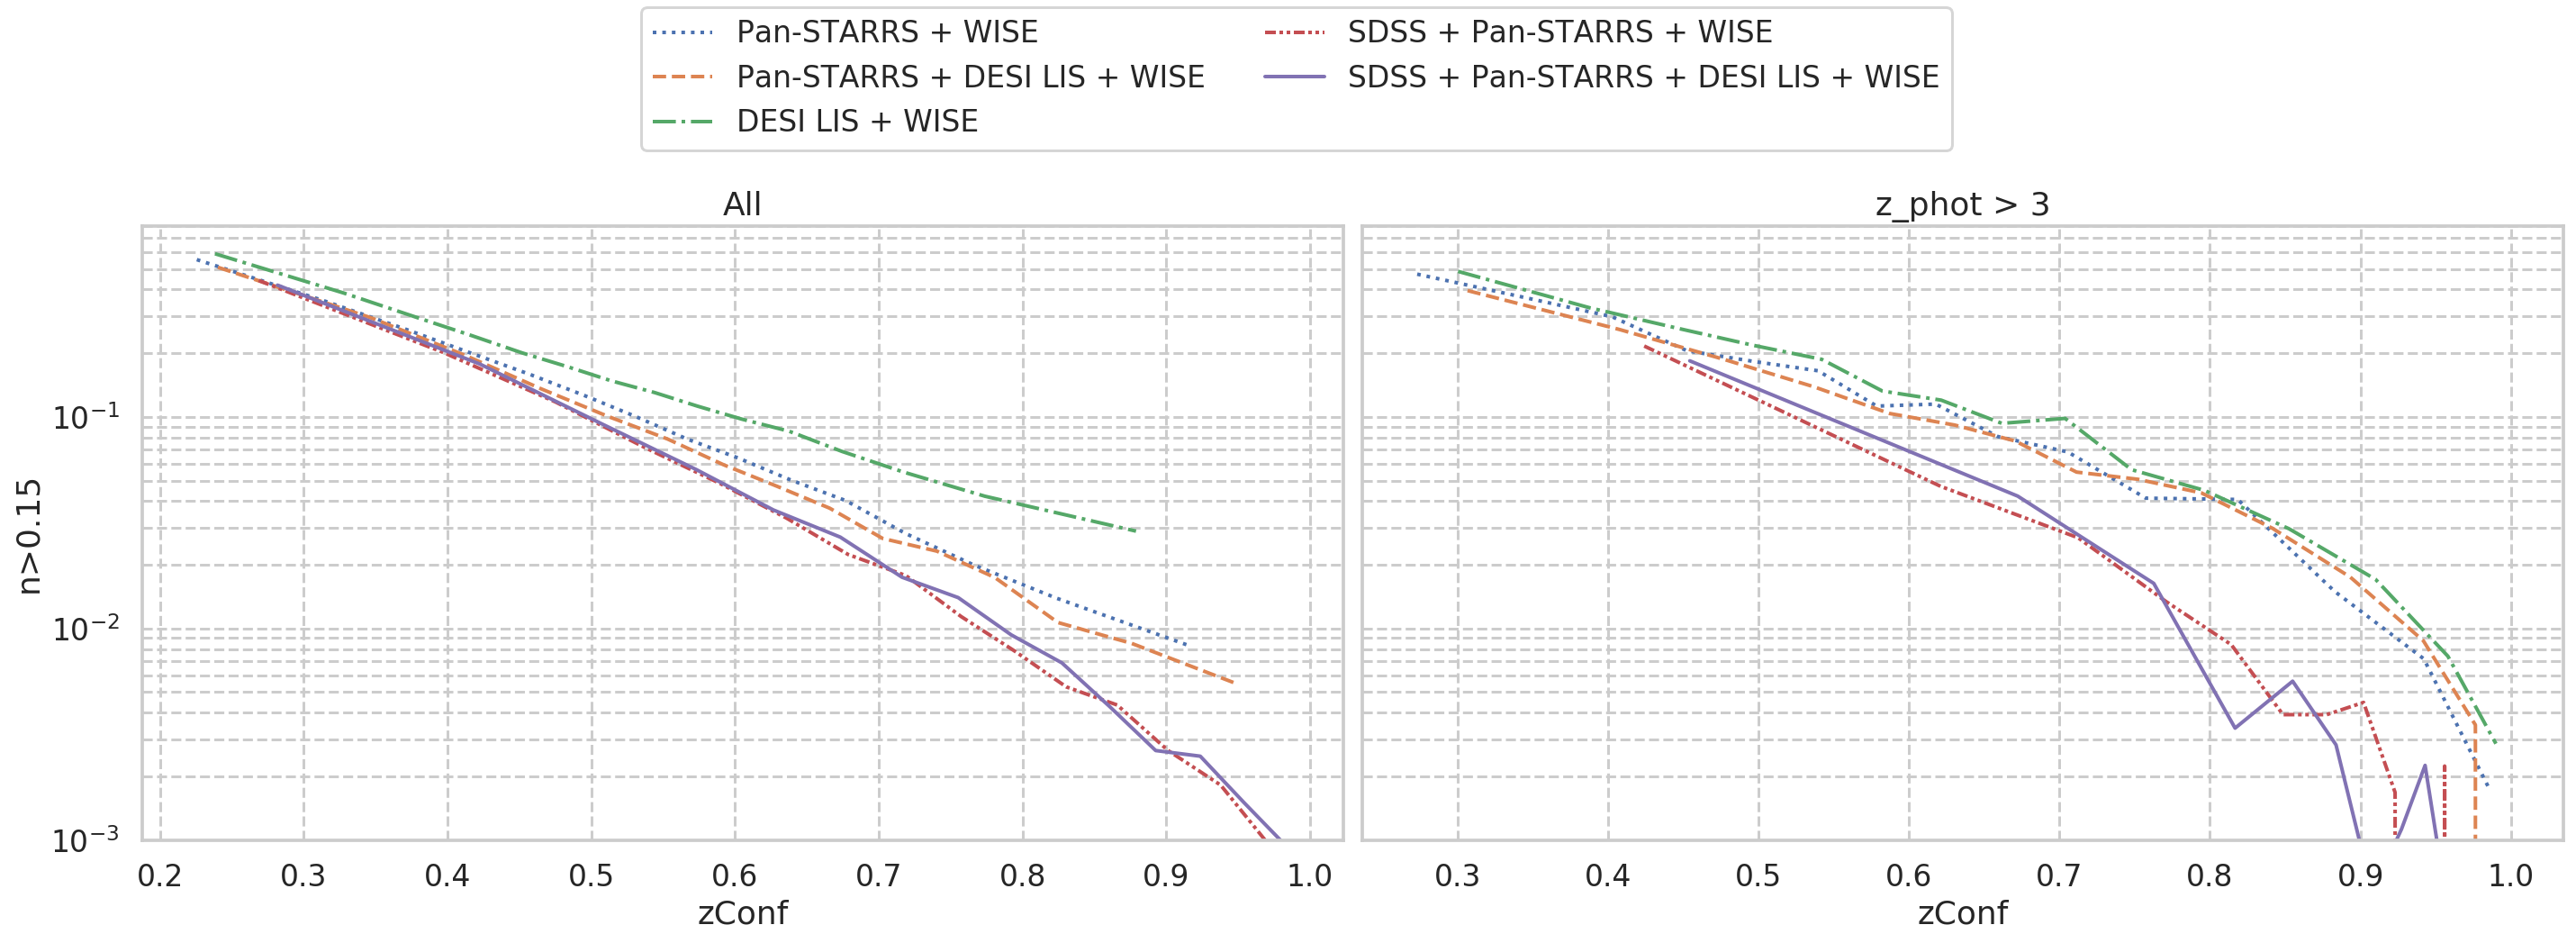 Pan-STARRS + WISE
Pan-STARRS + DESI LIS + WISE
DESI LIS + WISE
SDSS + Pan-STARRS + WISE
SDSS + Pan-STARRS + DESI LIS + WISE
All
z_phot > 3
n>0.15
10⁻¹
10⁻²
10⁻³
0.2 0.3 0.4 0.5 0.6 0.7 0.8 0.9 1.0
0.3 0.4 0.5 0.6 0.7 0.8 0.9 1.0
zConf
zConf